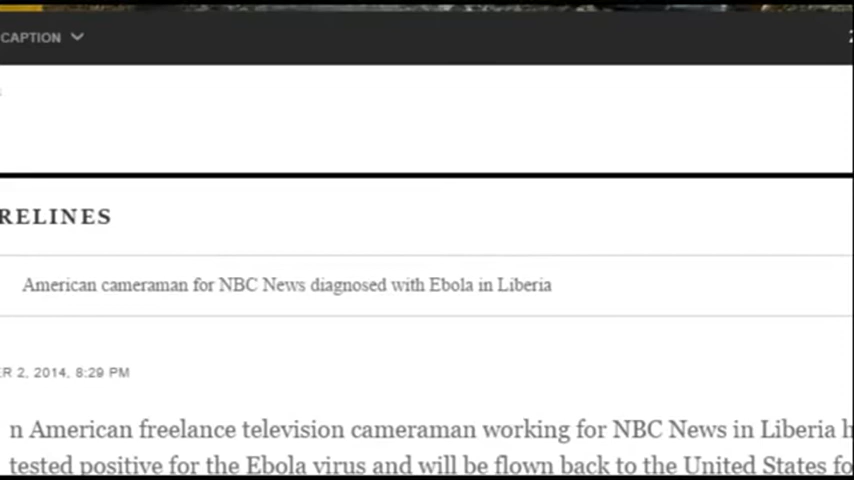 CAPTION
RELINES
American cameraman for NBC News diagnosed with Ebola in Liberia
2, 2014, 8:29 PM
n American freelance television cameraman working for NBC News in Liberia
tested positive for the Ebola virus and will be flown back to the United States